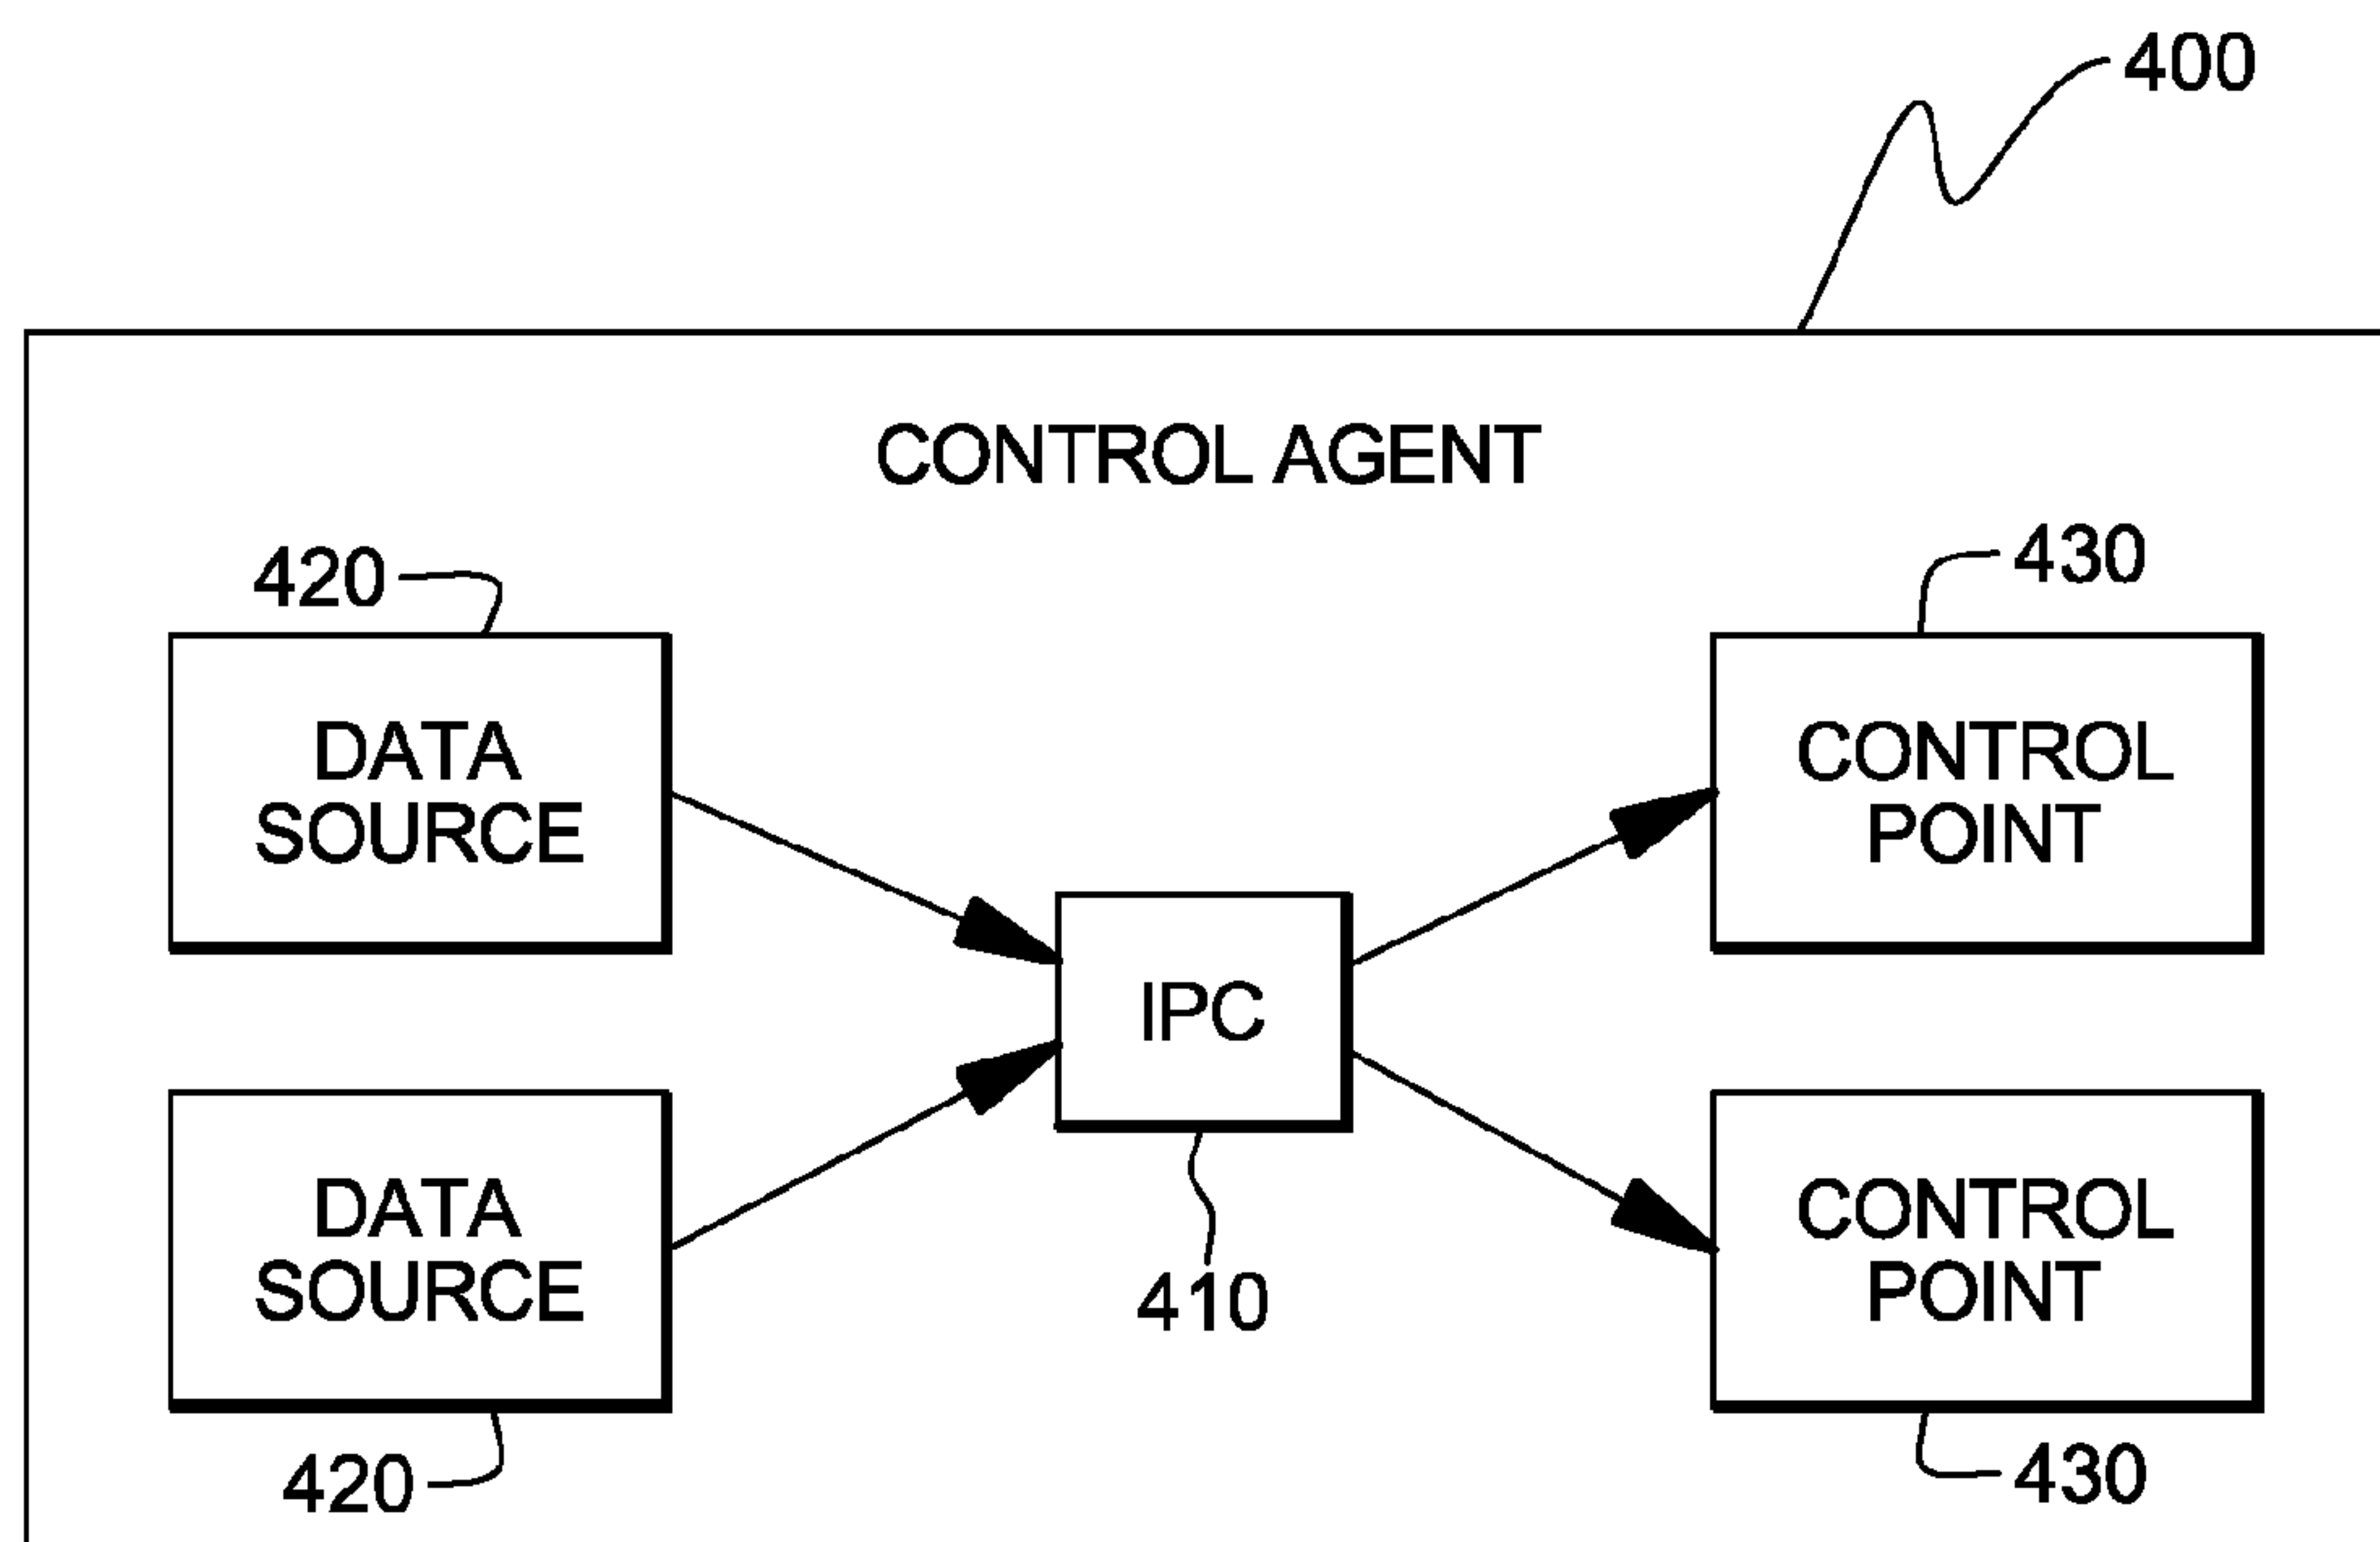 400
CONTROL AGENT
420
430
DATA
SOURCE
CONTROL
POINT
IPC
DATA
SOURCE
CONTROL
POINT
410
420
430